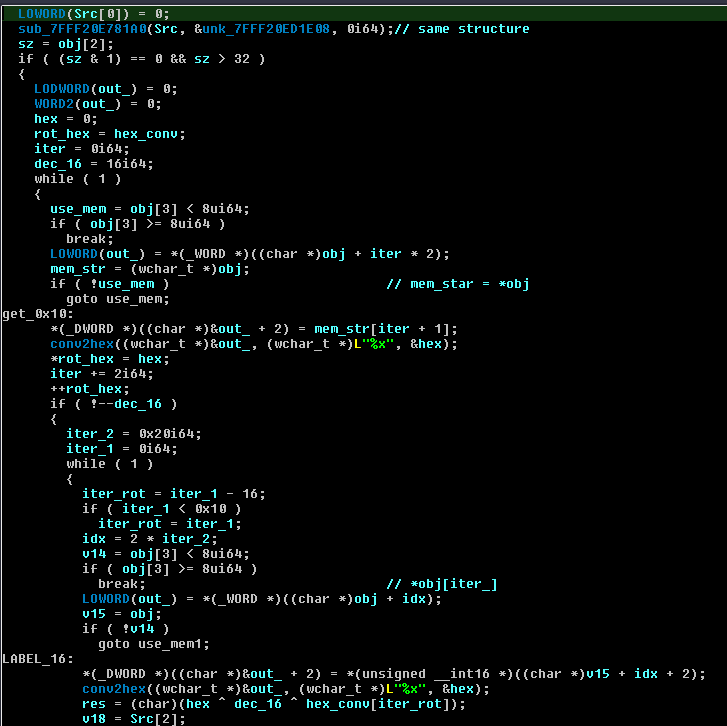 LOWORD(Src[0]) = 0;
sub_7FFF20E781A0(Src, &unk_7FFF20ED1E08, 0i64);// same structure
sz = obj[2];
if ( (sz & 1) == 0 && sz > 32 )
{
LODWORD(out_) = 0;
WORD2(out_) = 0;
hex = 0;
rot_hex = hex_conv;
iter = 0i64;
dec_16 = 16i64;
while ( 1 )
{
use_mem = obj[3] < 8ui64;
if ( obj[3] >= 8ui64 )
break;
LOWORD(out_) = *(_WORD *)((char *)obj + iter * 2);
mem_str = (wchar_t *)obj;
if ( !use_mem ) // mem_star = *obj
goto use_mem;
get_0x10:
*(_DWORD *)((char *)&out_ + 2) = mem_str[iter + 1];
conv2hex((wchar_t *)&out_, (wchar_t *)L"%x", &hex);
*rot_hex = hex;
iter += 2i64;
++rot_hex;
if ( !--dec_16 )
{
iter_2 = 0x20i64;
iter_1 = 0i64;
while ( 1 )
{
iter_rot = iter_1 - 16;
if ( iter_1 < 0x10 )
iter_rot = iter_1;
idx = 2 * iter_2;
v14 = obj[3] < 8ui64;
if ( obj[3] >= 8ui64 )
break; // *obj[iter_]
LOWORD(out_) = *(_WORD *)((char *)obj + idx);
v15 = obj;
if ( !v14 )
goto use_mem1;
LABEL_16:
*(_DWORD *)((char *)&out_ + 2) = *(unsigned __int16 *)((char *)v15 + idx + 2);
conv2hex((wchar_t *)&out_, (wchar_t *)L"%x", &hex);
res = (char)(hex ^ dec_16 ^ hex_conv[iter_rot]);
v18 = Src[2];